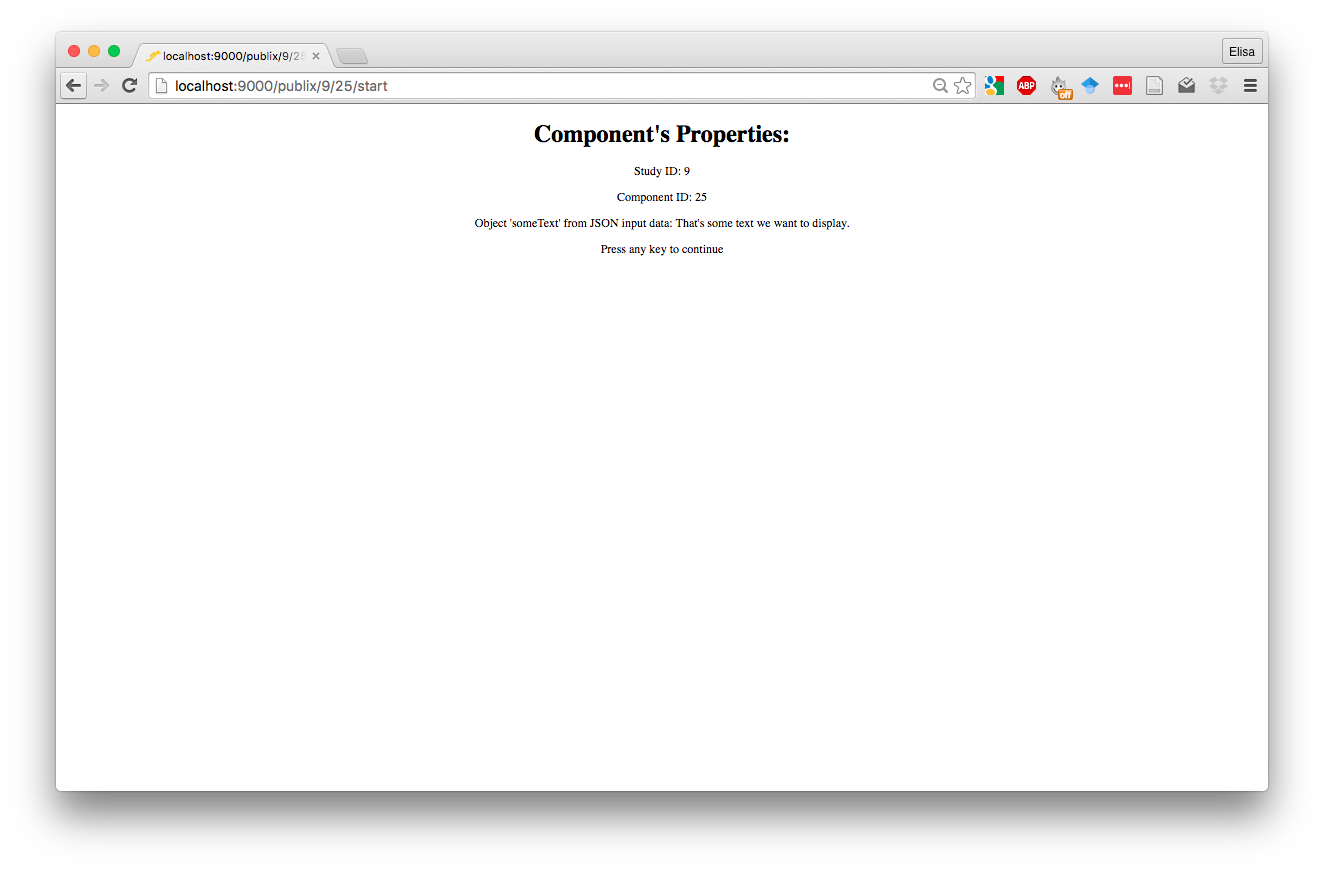 localhost:9000/publix/9/25
Elisa
localhost:9000/publix/9/25/start
ABP
off
Component's Properties:
Study ID: 9
Component ID: 25
Object 'someText' from JSON input data: That's some text we want to display.
Press any key to continue